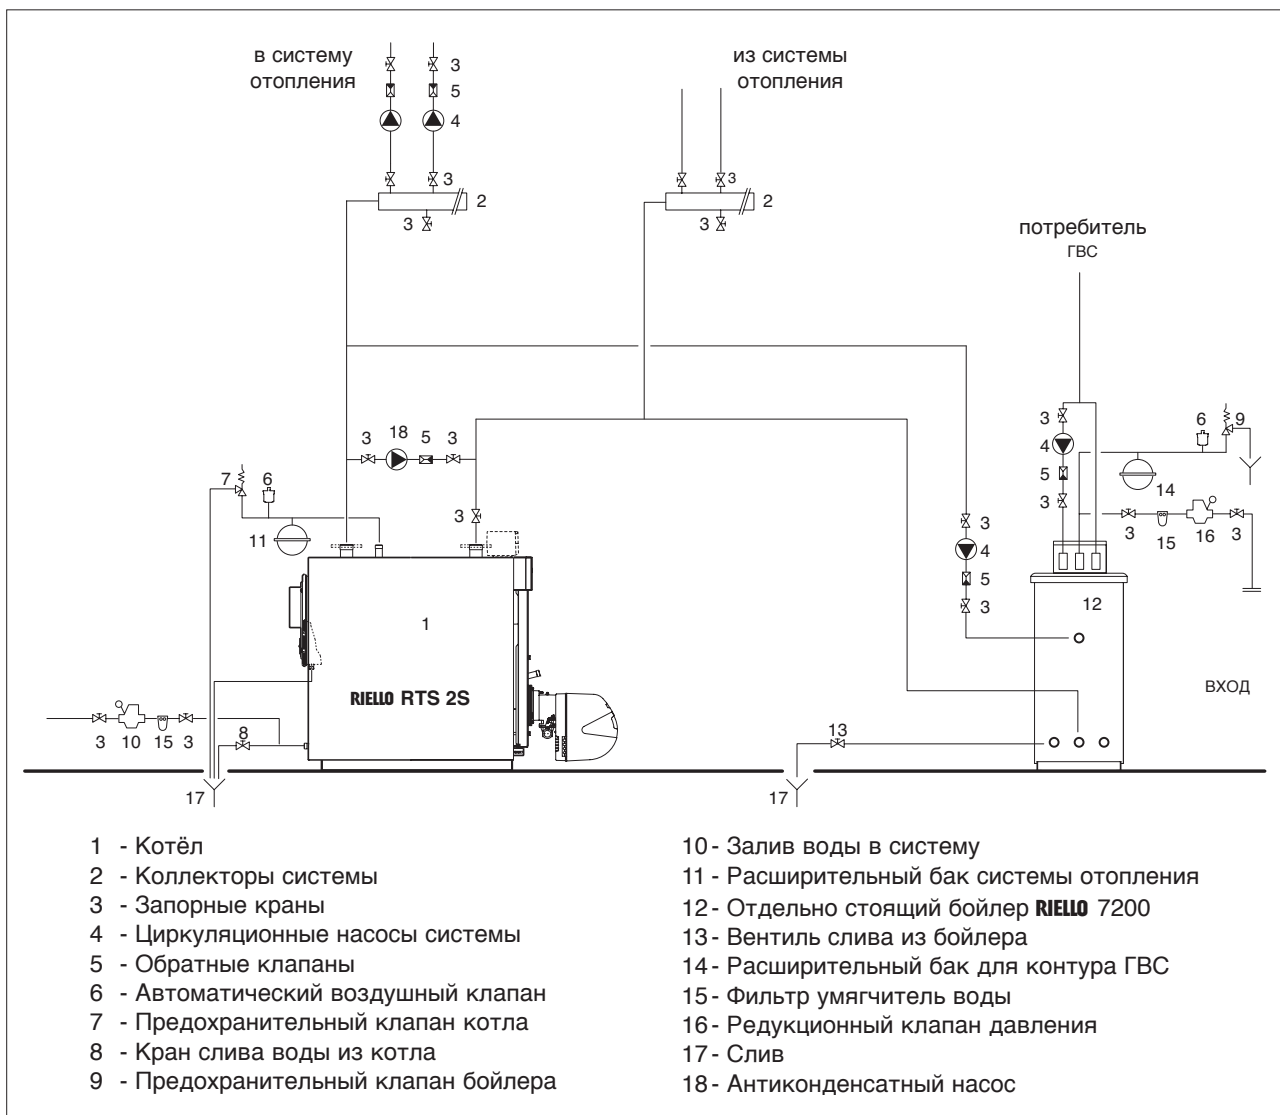 в систему
отопления
из системы
отопления
3
5
4
3
2
3
3
2
3
потребитель
ГВС
3
4
5
3
6
9
14
3
15
16
3
3
18
5
3
7
6
11
3
3
4
5
3
12
1
RIELLO RTS 2S
ВХОД
3
10
15
3
8
13
17
17
1 - Котёл
2 - Коллекторы системы
3 - Запорные краны
4 - Циркуляционные насосы системы
5 - Обратные клапаны
6 - Автоматический воздушный клапан
7 - Предохранительный клапан котла
8 - Кран слива воды из котла
9 - Предохранительный клапан бойлера
10 - Залив воды в систему
11 - Расширительный бак системы отопления
12 - Отдельно стоящий бойлер RIELLO 7200
13 - Вентиль слива из бойлера
14 - Расширительный бак для контура ГВС
15 - Фильтр умягчитель воды
16 - Редукционный клапан давления
17 - Слив
18 - Антиконденсатный насос